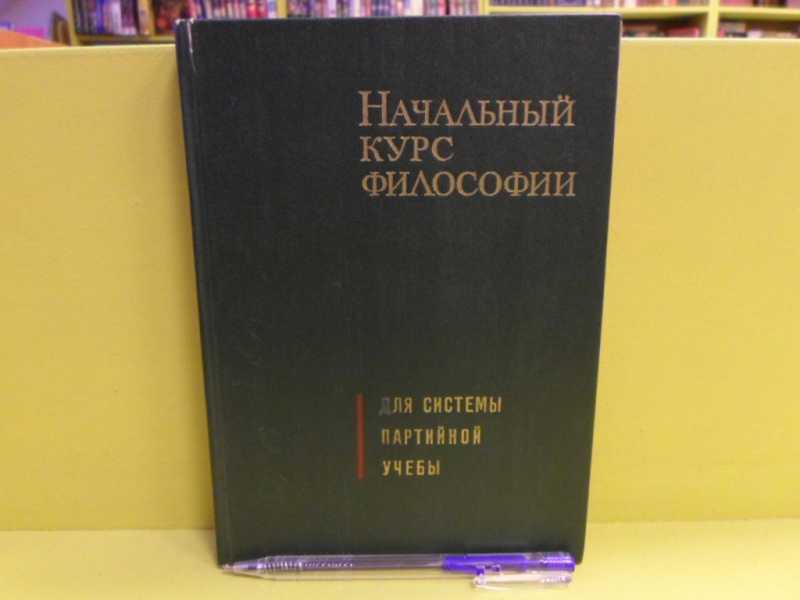 Начальный
курс
философии
для системы
партийной
учебы